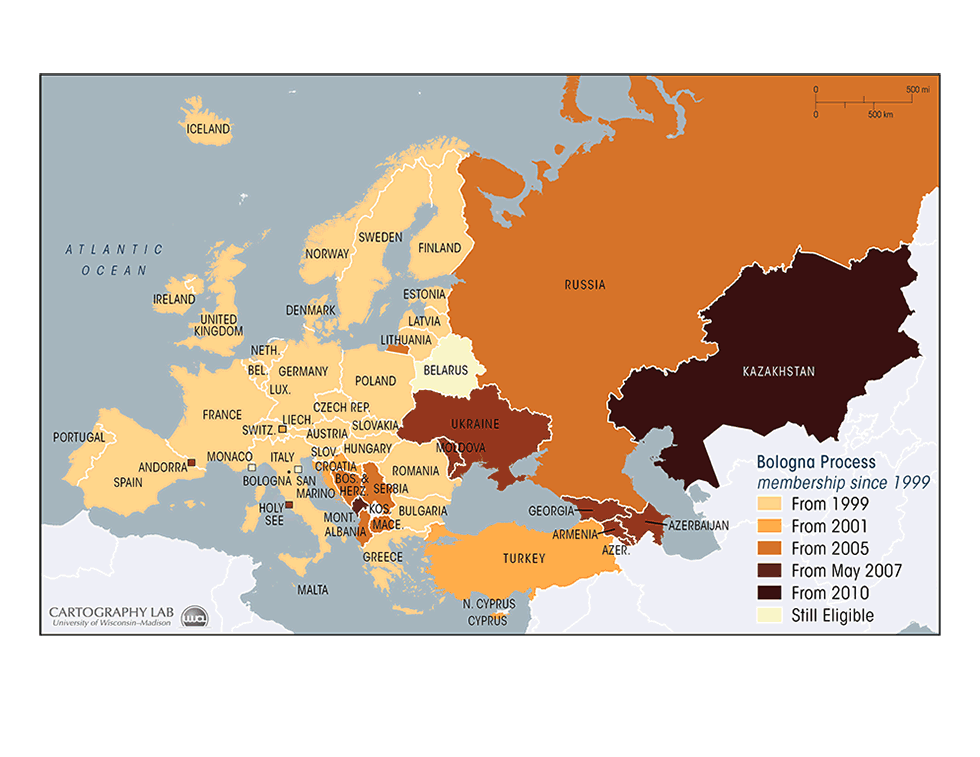 0
500 mi
0
500 km
ICELAND
ATLANTIC
OCEAN
NORWAY
SWEDEN
FINLAND
RUSSIA
IRELAND
UNITED
KINGDOM
DENMARK
ESTONIA
LATVIA
LITHUANIA
NETH.
BEL.
GERMANY
LUX.
POLAND
BELARUS
KAZAKHSTAN
FRANCE
LIECH.
CZECH REP.
SWITZ.
SLOVAKIA
AUSTRIA
UKRAINE
MOLDOVA
PORTUGAL
SPAIN
ANDORRA
MONACO
ITALY
SLOV.
HUNGARY
CROATIA
ROMANIA
BOLOGNA
SAN
MARINO
BOS. &
HERZ.
SERBIA
HOLY
SEE
MONT.
KOS.
BULGARIA
ALBANIA
MACE.
GREECE
GEORGIA
ARMENIA
AZER.
AZERBAIJAN
TURKEY
MALTA
N. CYPRUS
CYPRUS
Bologna Process
membership since 1999
From 1999
From 2001
From 2005
From May 2007
From 2010
Still Eligible
CARTOGRAPHY LAB
University of Wisconsin–Madison